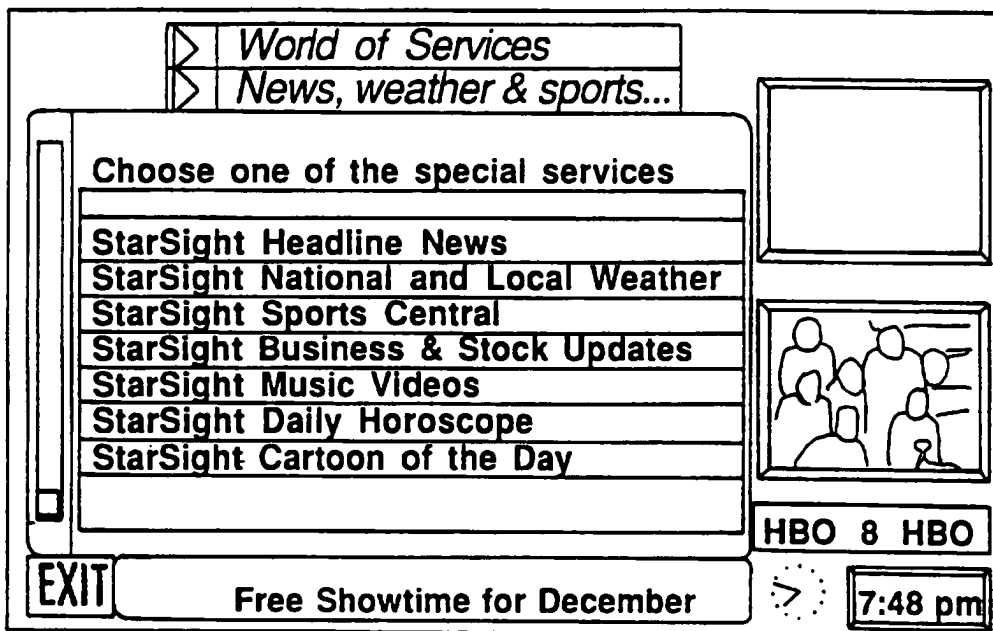 World of Services
News, weather & sports...
Choose one of the special services
StarSight Headline News
StarSight National and Local Weather
StarSight Sports Central
StarSight Business & Stock Updates
StarSight Music Videos
StarSight Daily Horoscope
StarSight Cartoon of the Day
HBO 8 HBO
EXIT
Free Showtime for December
7:48 pm